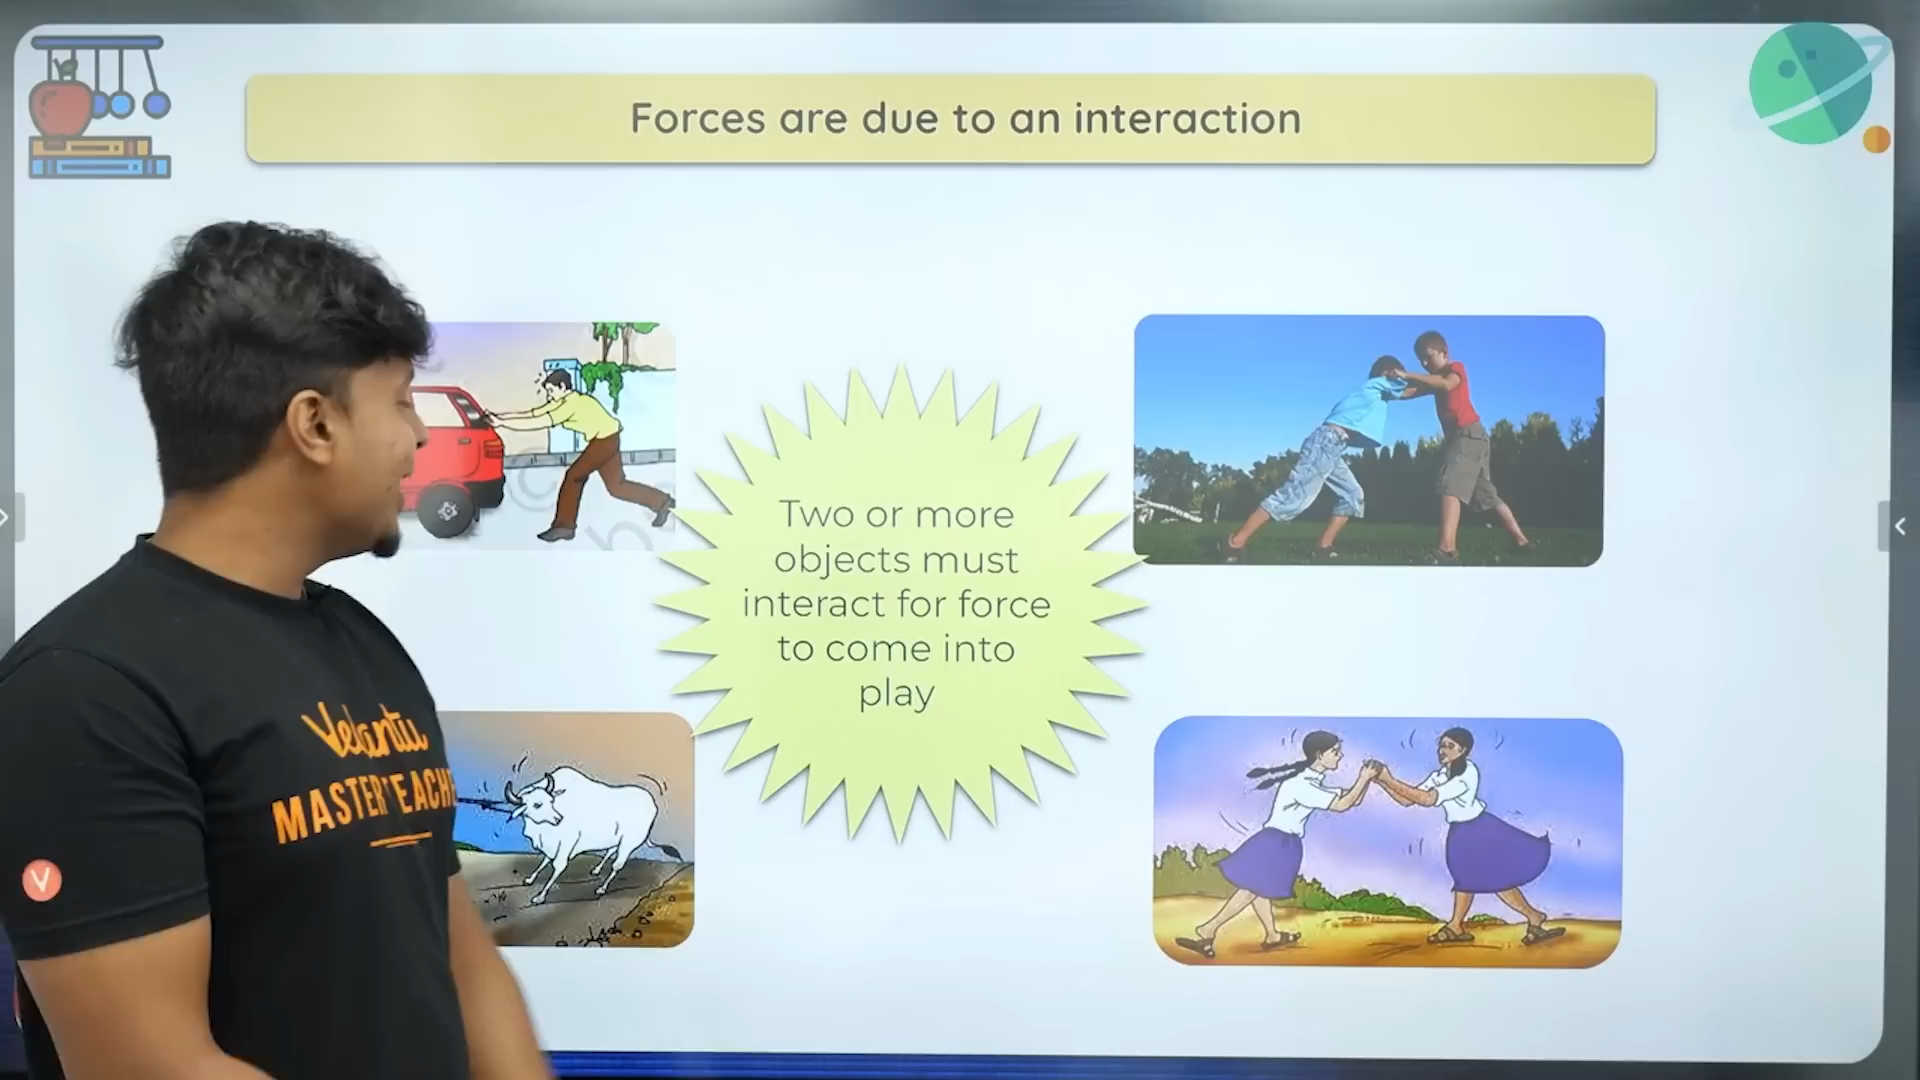 Forces are due to an interaction
Two or more
objects must
interact for force
to come into
play
Vedantu
MASTER TEACHE
V